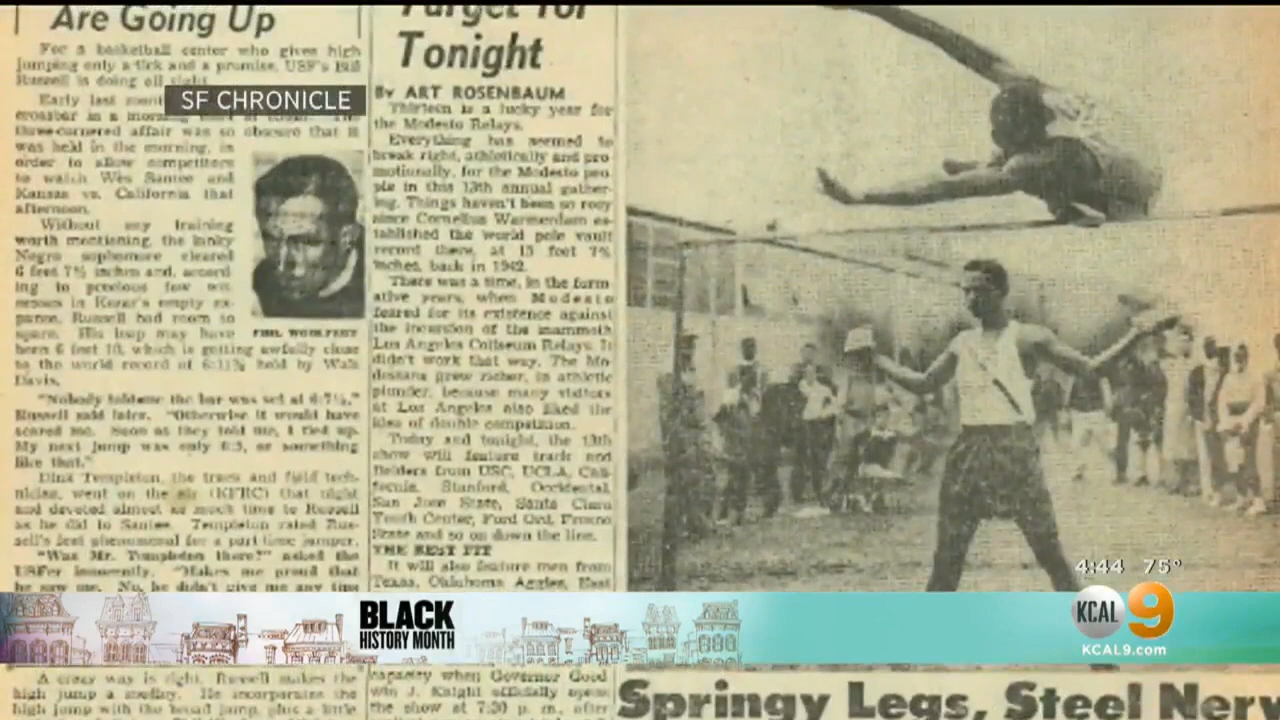 Are Going Up
For a basketball center who gives high
jumping only a lick and a promise, USF's Bill
Russell is doing all right.
Early last
SF CHRONICLE
crossbar in a
three-cornered affair was so obscure that it
was held in the morning, in
order to allow competitors
to watch Wes Santee and
Kansas vs. California that
afternoon.
Without any training
worth mentioning, the lanky
Negro sophomore cleared
6 feet 7¼ inches and, accord-
ing to precious few wit-
nesses in Kezar's empty ex-
panse, Russell had room to
spare. His leap may have
been 6 feet 10, which is getting awfully close
to the world record of 6:11½ held by Walt
Davis.
PHIL WOOLPERT
"Nobody told me the bar was set at 6:7¼,"
Russell said later. "Otherwise it would have
scared me. Soon as they told me, I tied up.
My next jump was only 6:3, or something
like that."
Dink Templeton, the track and field tech-
nician, went on the air (KFRC) that night
and devoted almost as much time to Russell
as he did to Santee. Templeton rated Rus-
sell's feat phenomenal for a part time jumper.
"Was Mr. Templeton there?" asked the
USFer innocently. "Makes me proud that
he saw me. No, he didn't give me any tips
A crazy way is right. Russell makes the
high jump a medley. He incorporates the
high jump with the broad jump, plus a little
Target for
Tonight
By ART ROSENBAUM
Thirteen is a lucky year for
the Modesto Relays.
Everything has seemed to
break right, athletically and pro-
motionally, for the Modesto peo-
ple in this 13th annual gather-
ing. Things haven't been so rosy
since Cornelius Warmerdam es-
tablished the world pole vault
record there, at 15 feet 7¾
inches, back in 1942.
There was a time, in the form-
ative years, when Modesto
feared for its existence against
the incursion of the mammoth
Los Angeles Coliseum Relays. It
didn't work that way. The Mo-
destans grew richer, in athletic
plunder, because many visitors
at Los Angeles also liked the
idea of double competition.
Today and tonight, the 13th
show will feature track and
fielders from USC, UCLA, Cali-
fornia, Stanford, Occidental,
San Jose State, Santa Clara
Youth Center, Ford Ord, Fresno
State and so on down the line.
THE BEST FIT
It will also feature men from
Texas, Oklahoma Aggies, East
capacity when Governor Good-
win J. Knight officially opens
the show at 7:30 p. m., after
Springy Legs, Steel Nerv
4:44 75°
KCAL 9
KCAL9.com
BLACK
HISTORY MONTH